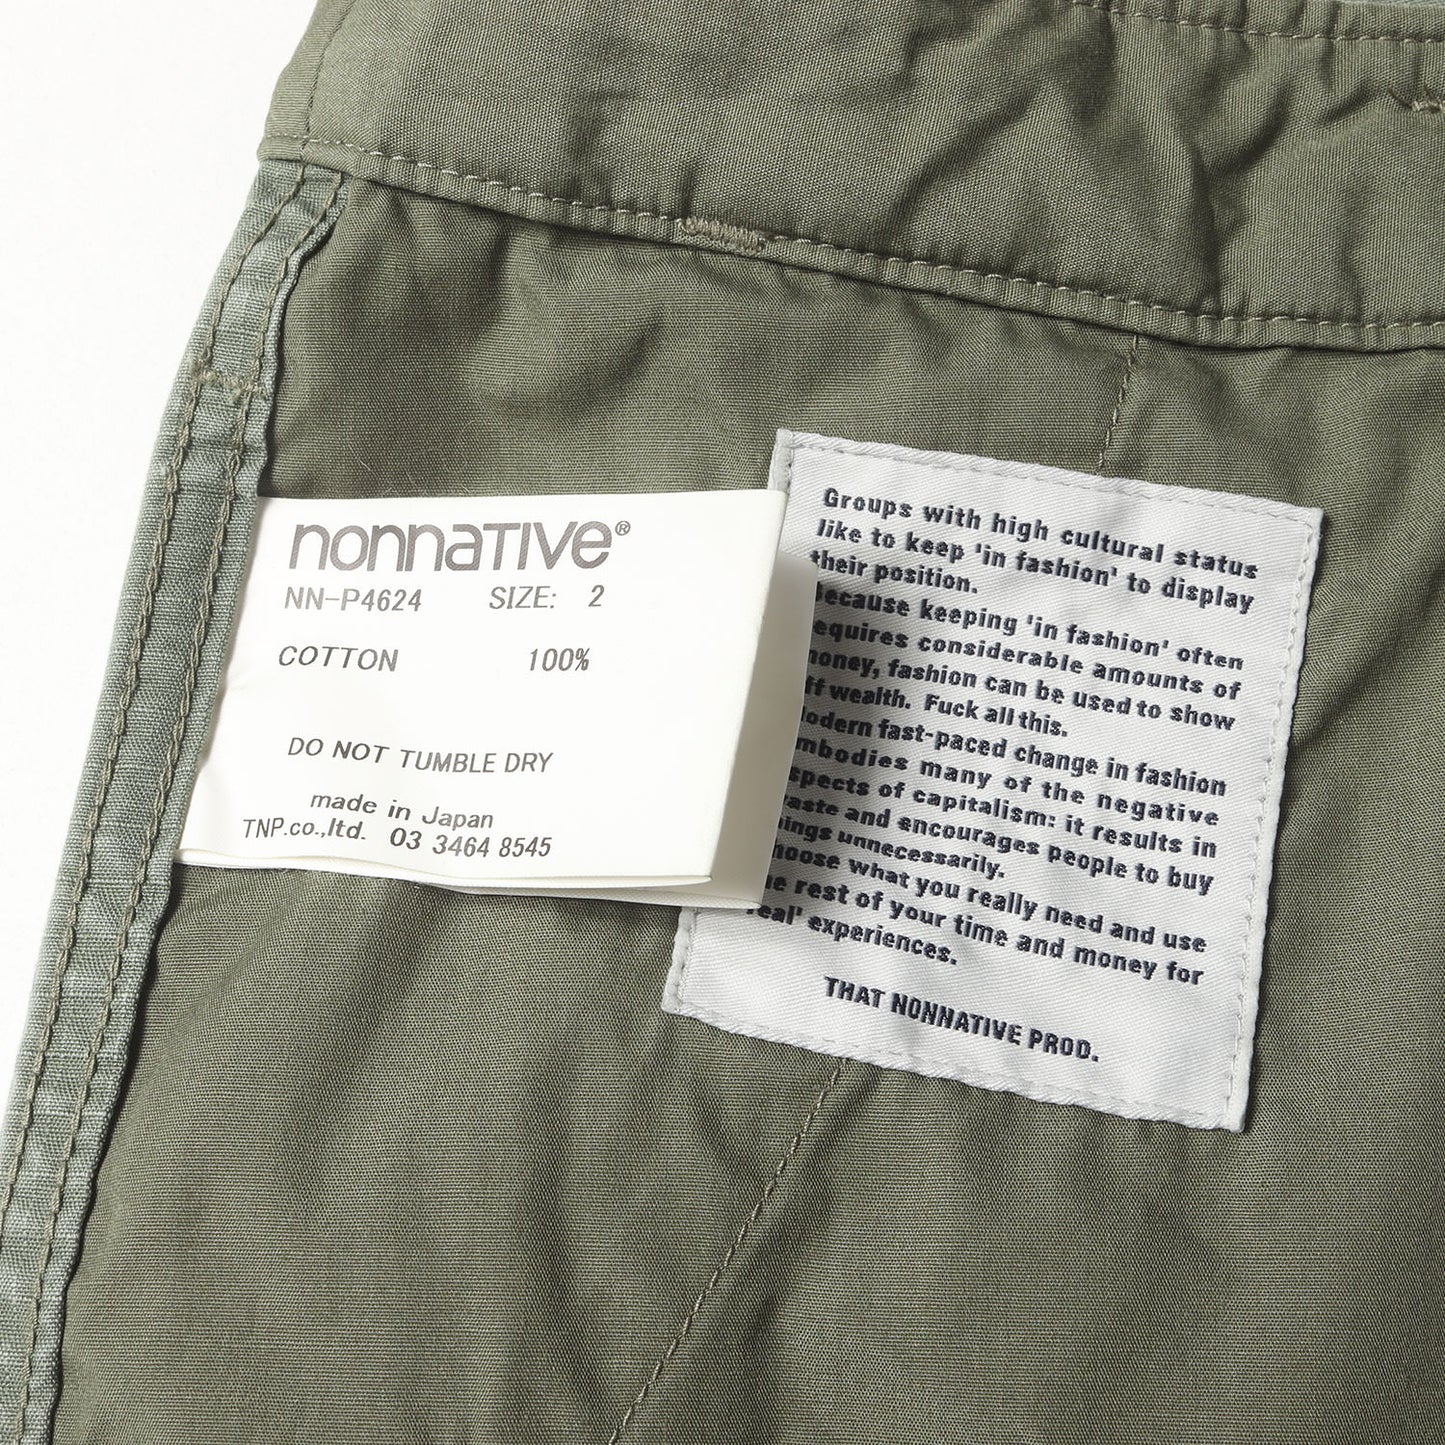 nonnative®
NN-P4624 SIZE: 2
COTTON 100%
DO NOT TUMBLE DRY
made in Japan
TNP.co.,ltd. 03 3464 8545
Groups with high cultural status
like to keep 'in fashion' to display
their position.
ecause keeping 'in fashion' often
equires considerable amounts of
oney, fashion can be used to show
ff wealth. Fuck all this.
odern fast-paced change in fashion
mbodies many of the negative
spects of capitalism: it results in
aste and encourages people to buy
ings unnecessarily.
oose what you really need and use
e rest of your time and money for
real' experiences.
THAT NONNATIVE PROD.